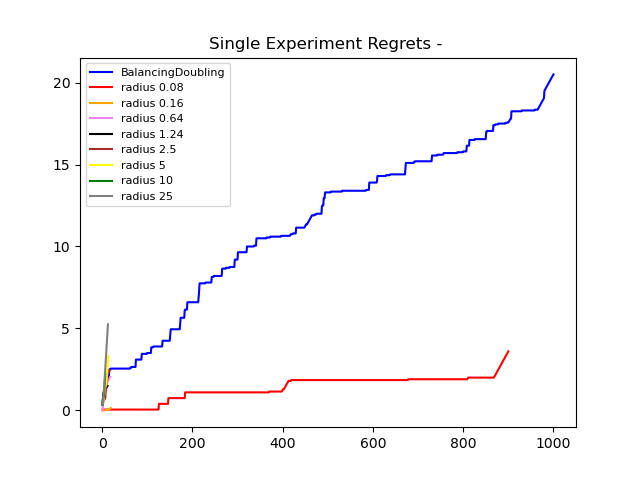 Single Experiment Regrets -
BalancingDoubling
radius 0.08
radius 0.16
radius 0.64
radius 1.24
radius 2.5
radius 5
radius 10
radius 25
20
15
10
5
0
0 200 400 600 800 1000